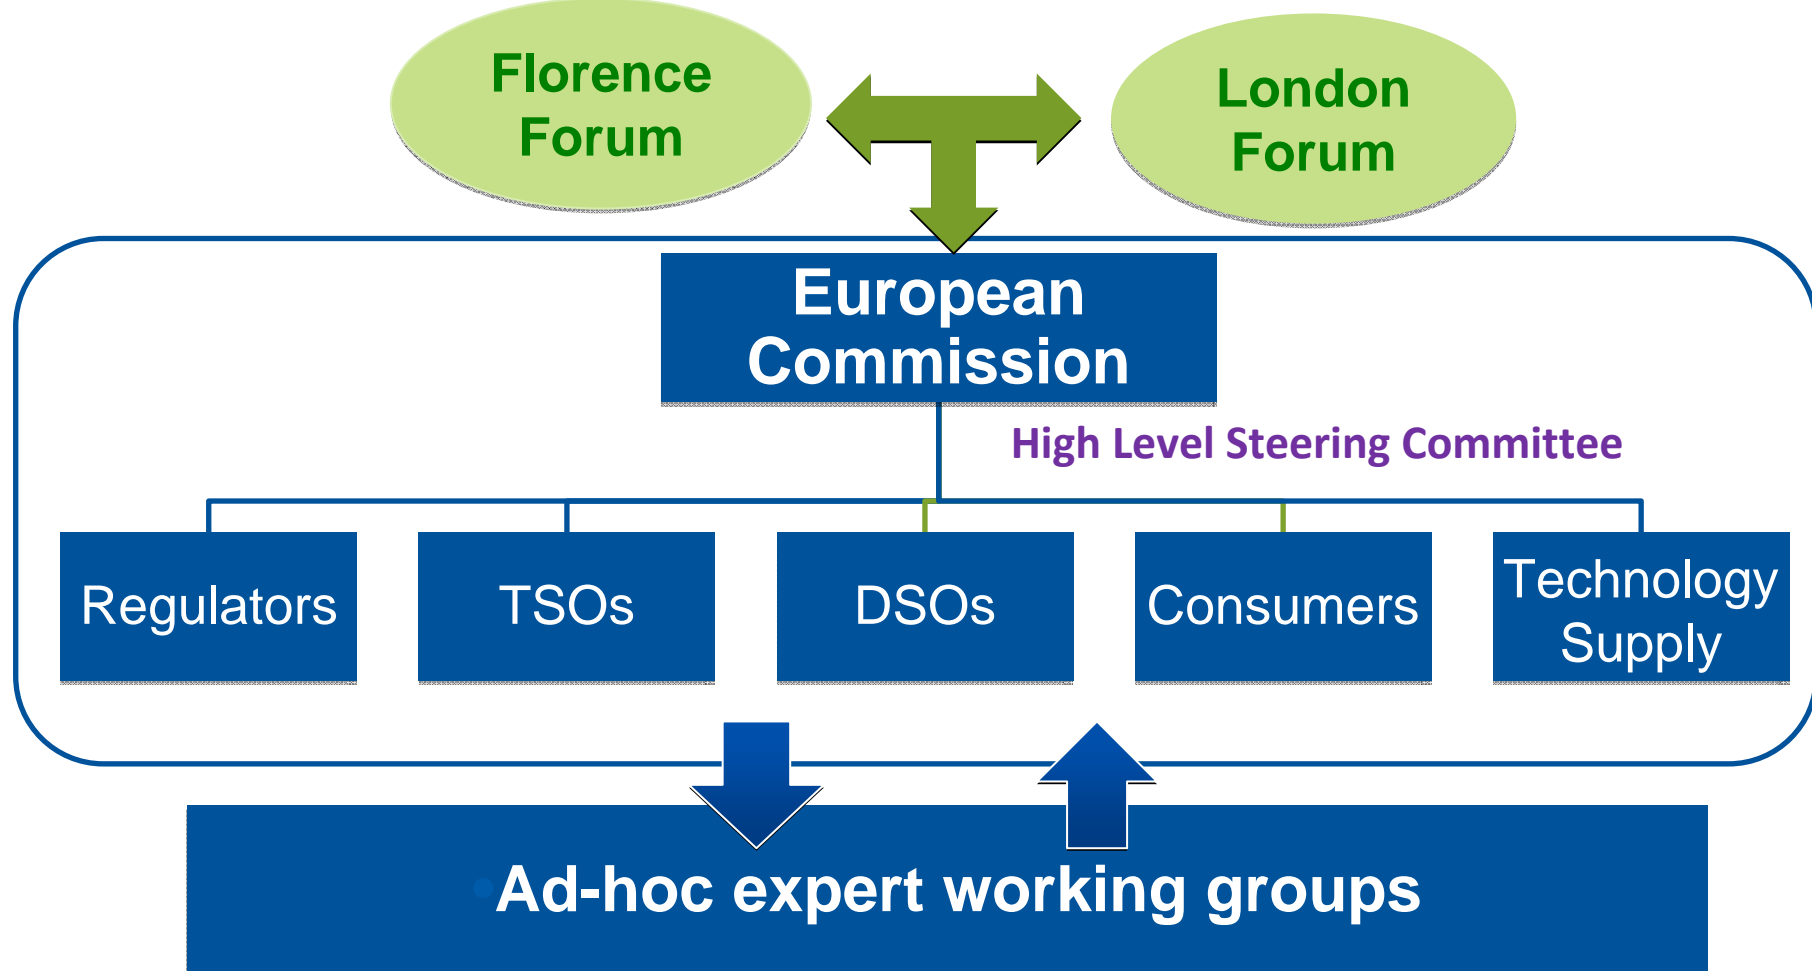 Florence
Forum
London
Forum
European
Commission
High Level Steering Committee
Regulators
TSOs
DSOs
Consumers
Technology
Supply
•Ad-hoc expert working groups